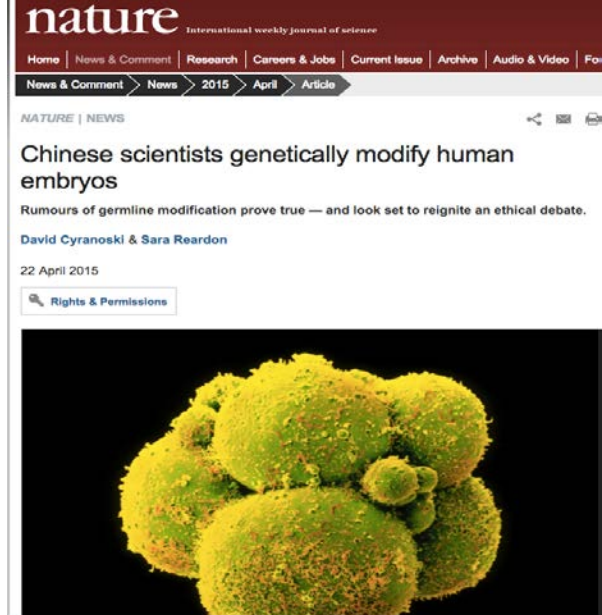 nature International weekly journal of science
Home News & Comment Research Careers & Jobs Current Issue Archive Audio & Video
News & Comment News 2015 April Article
NATURE | NEWS
Chinese scientists genetically modify human
embryos
Rumours of germline modification prove true — and look set to reignite an ethical debate.
David Cyranoski & Sara Reardon
22 April 2015
Rights & Permissions